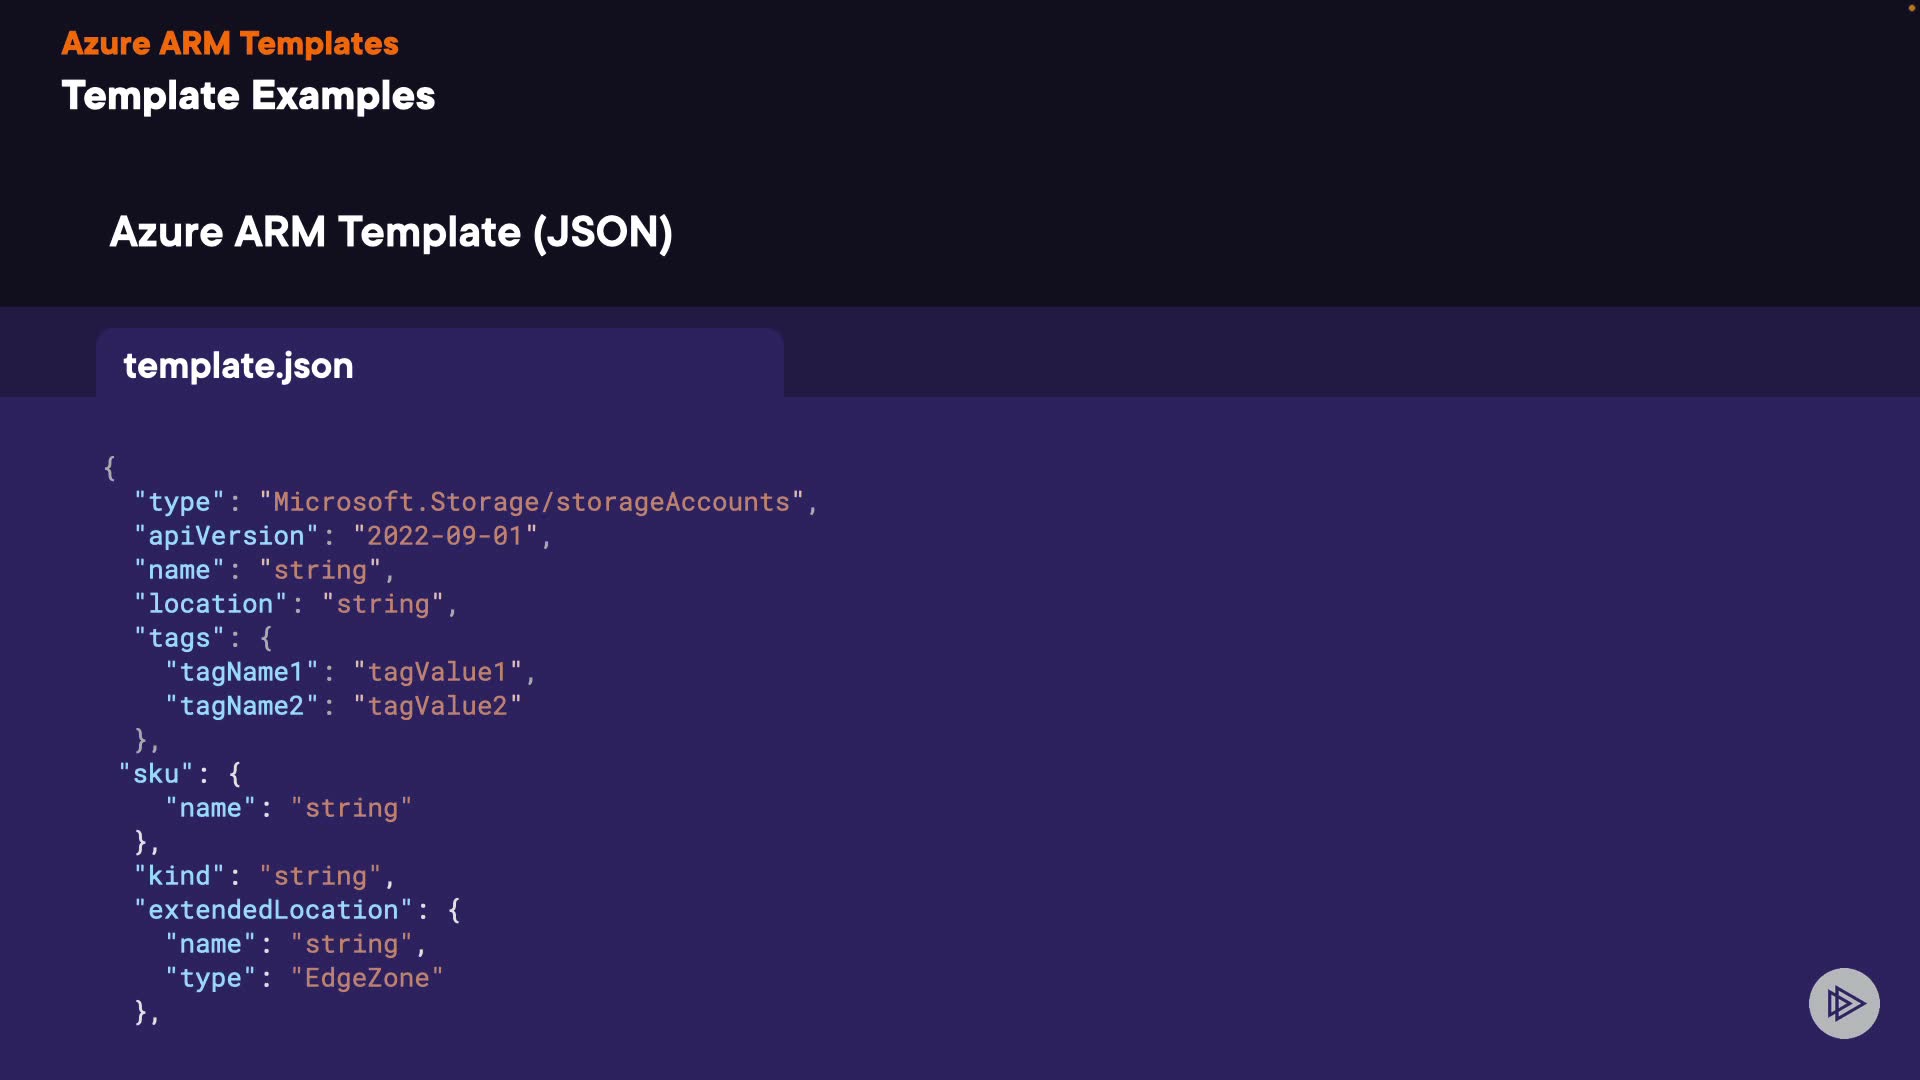 Azure ARM Templates
Template Examples
Azure ARM Template (JSON)
template.json
{
  "type": "Microsoft.Storage/storageAccounts",
  "apiVersion": "2022-09-01",
  "name": "string",
  "location": "string",
  "tags": {
    "tagName1": "tagValue1",
    "tagName2": "tagValue2"
  },
 "sku": {
    "name": "string"
  },
  "kind": "string",
  "extendedLocation": {
    "name": "string",
    "type": "EdgeZone"
  },